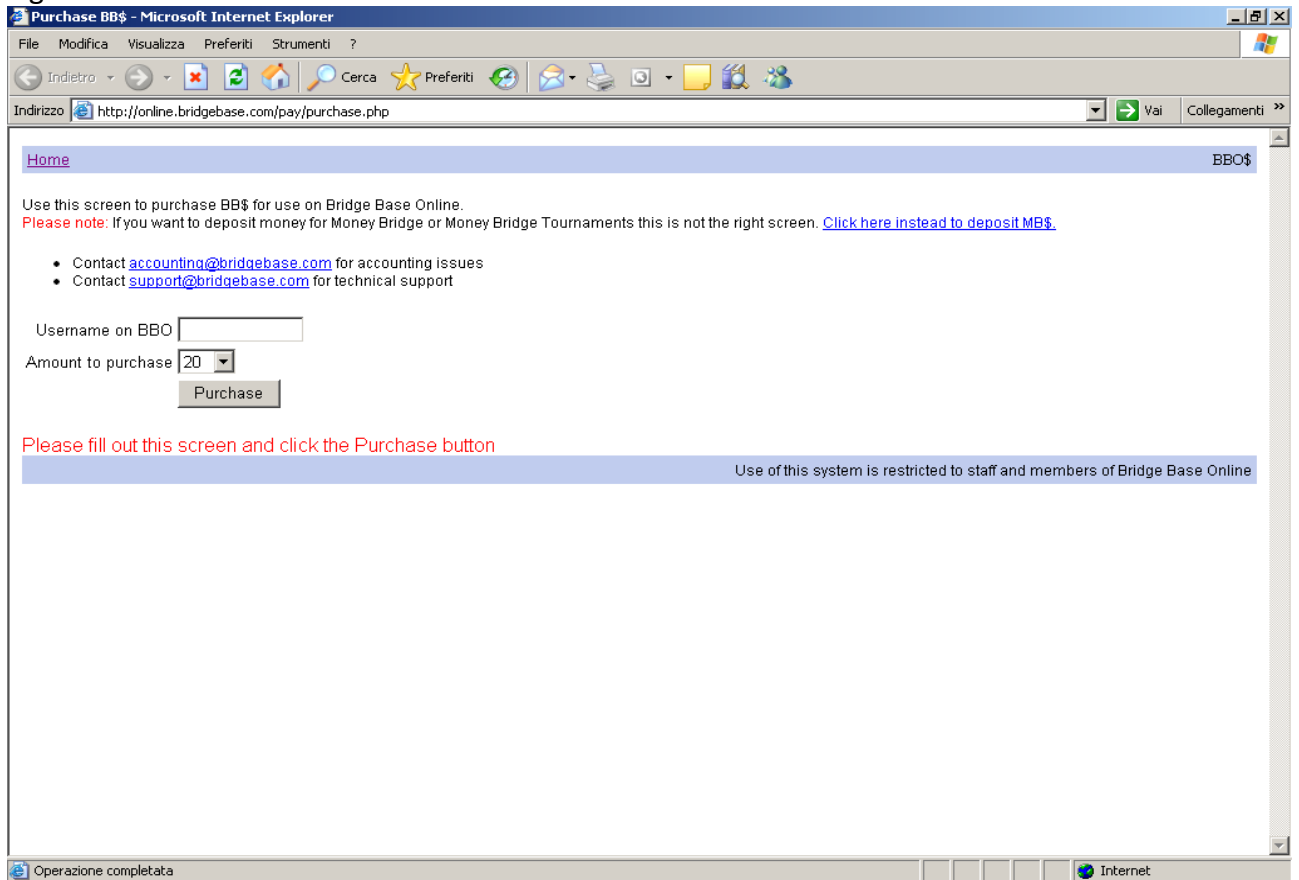 Purchase BB$ - Microsoft Internet Explorer
File Modifica Visualizza Preferiti Strumenti ?
Indietro Cerca Preferiti
Indirizzo http://online.bridgebase.com/pay/purchase.php Vai Collegamenti »
Home BBO$
Use this screen to purchase BB$ for use on Bridge Base Online.
Please note: If you want to deposit money for Money Bridge or Money Bridge Tournaments this is not the right screen. Click here instead to deposit MB$.
• Contact accounting@bridgebase.com for accounting issues
• Contact support@bridgebase.com for technical support
Username on BBO
Amount to purchase 20
Purchase
Please fill out this screen and click the Purchase button
Use of this system is restricted to staff and members of Bridge Base Online
Operazione completata Internet